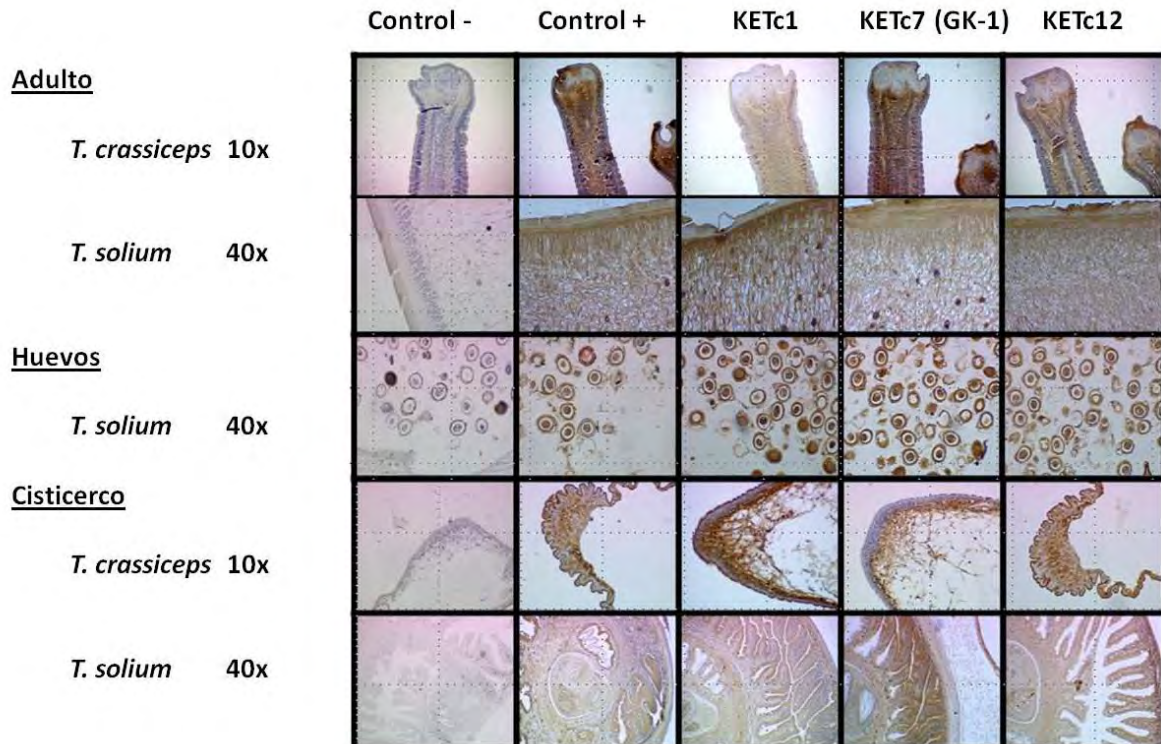 Control - Control + KETc1 KETc7 (GK-1) KETc12
Adulto
T. crassiceps 10x
T. solium 40x
Huevos
T. solium 40x
Cisticerco
T. crassiceps 10x
T. solium 40x